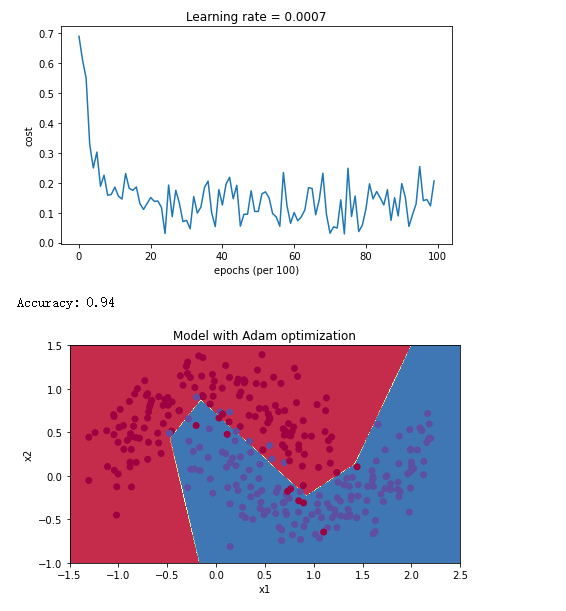 Learning rate = 0.0007
0.7
0.6
0.5
0.4
0.3
0.2
0.1
0.0
cost
0 20 40 60 80 100
epochs (per 100)
Accuracy: 0.94
Model with Adam optimization
1.5
1.0
0.5
0.0
−0.5
−1.0
x2
−1.5 −1.0 −0.5 0.0 0.5 1.0 1.5 2.0 2.5
x1